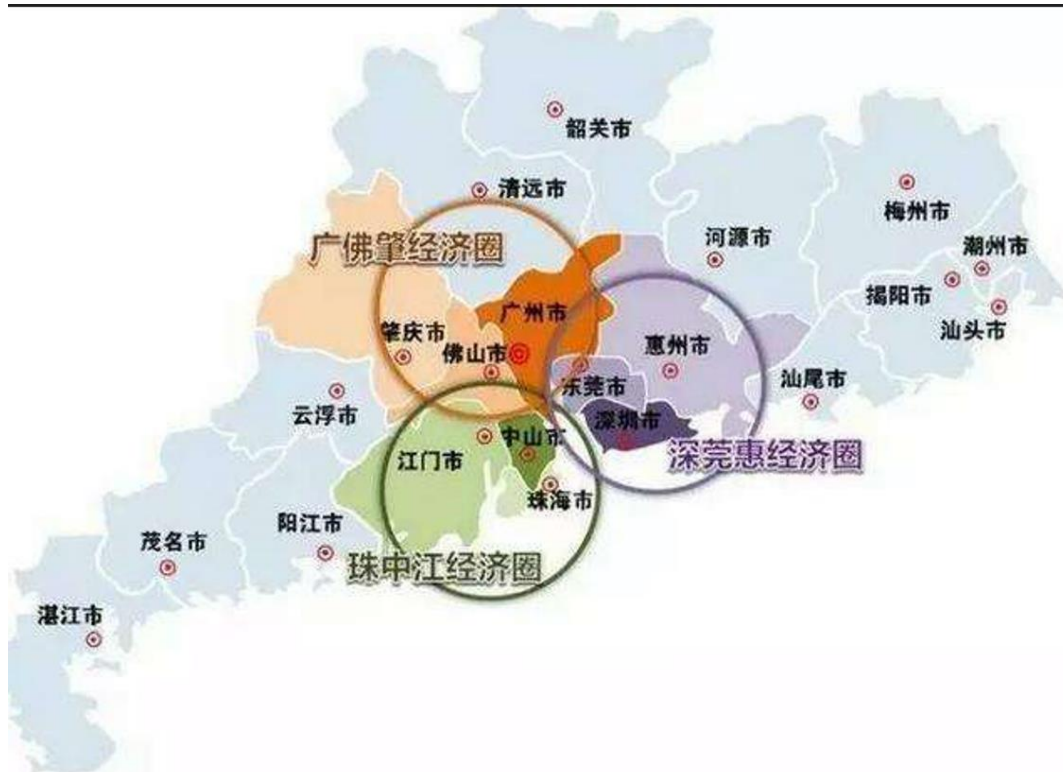 韶关市
清远市
梅州市
河源市
潮州市
广佛肇经济圈
揭阳市
广州市
汕头市
肇庆市
佛山市
惠州市
东莞市
汕尾市
云浮市
深圳市
中山市
深莞惠经济圈
江门市
珠海市
阳江市
茂名市
珠中江经济圈
湛江市